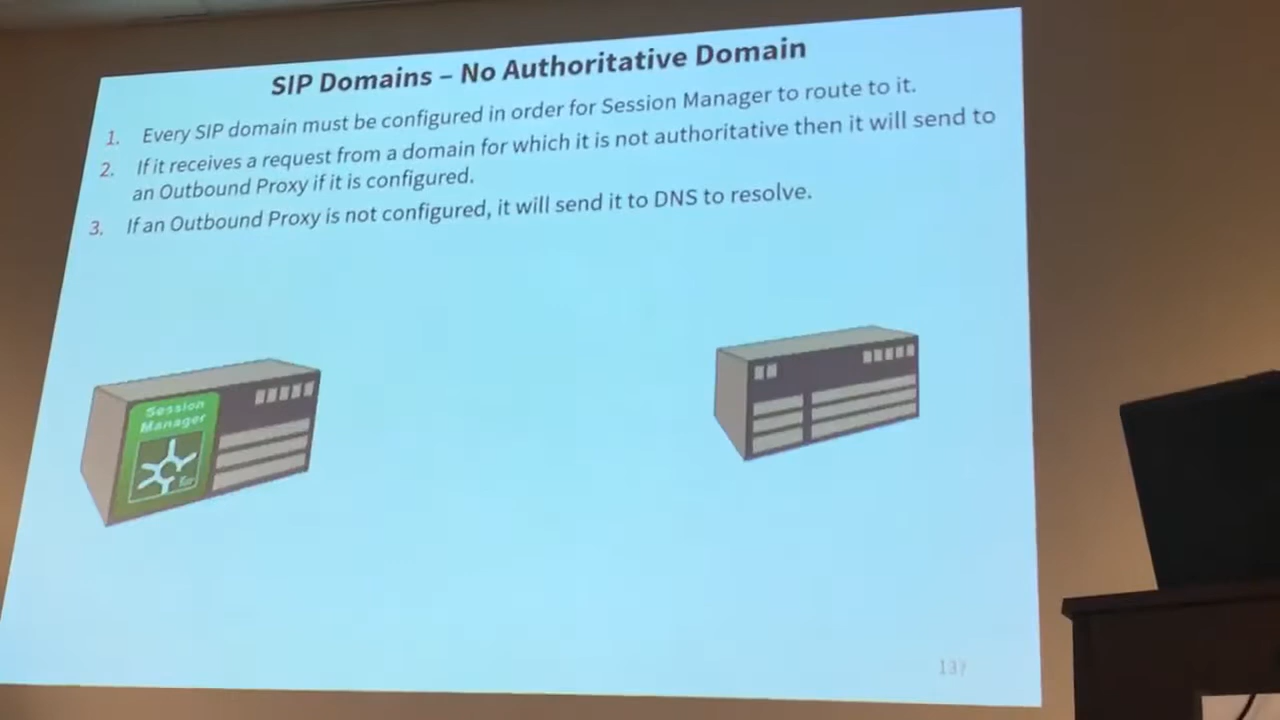 SIP Domains – No Authoritative Domain
1. Every SIP domain must be configured in order for Session Manager to route to it.
2. If it receives a request from a domain for which it is not authoritative then it will send to
an Outbound Proxy if it is configured.
3. If an Outbound Proxy is not configured, it will send it to DNS to resolve.
Session
Manager